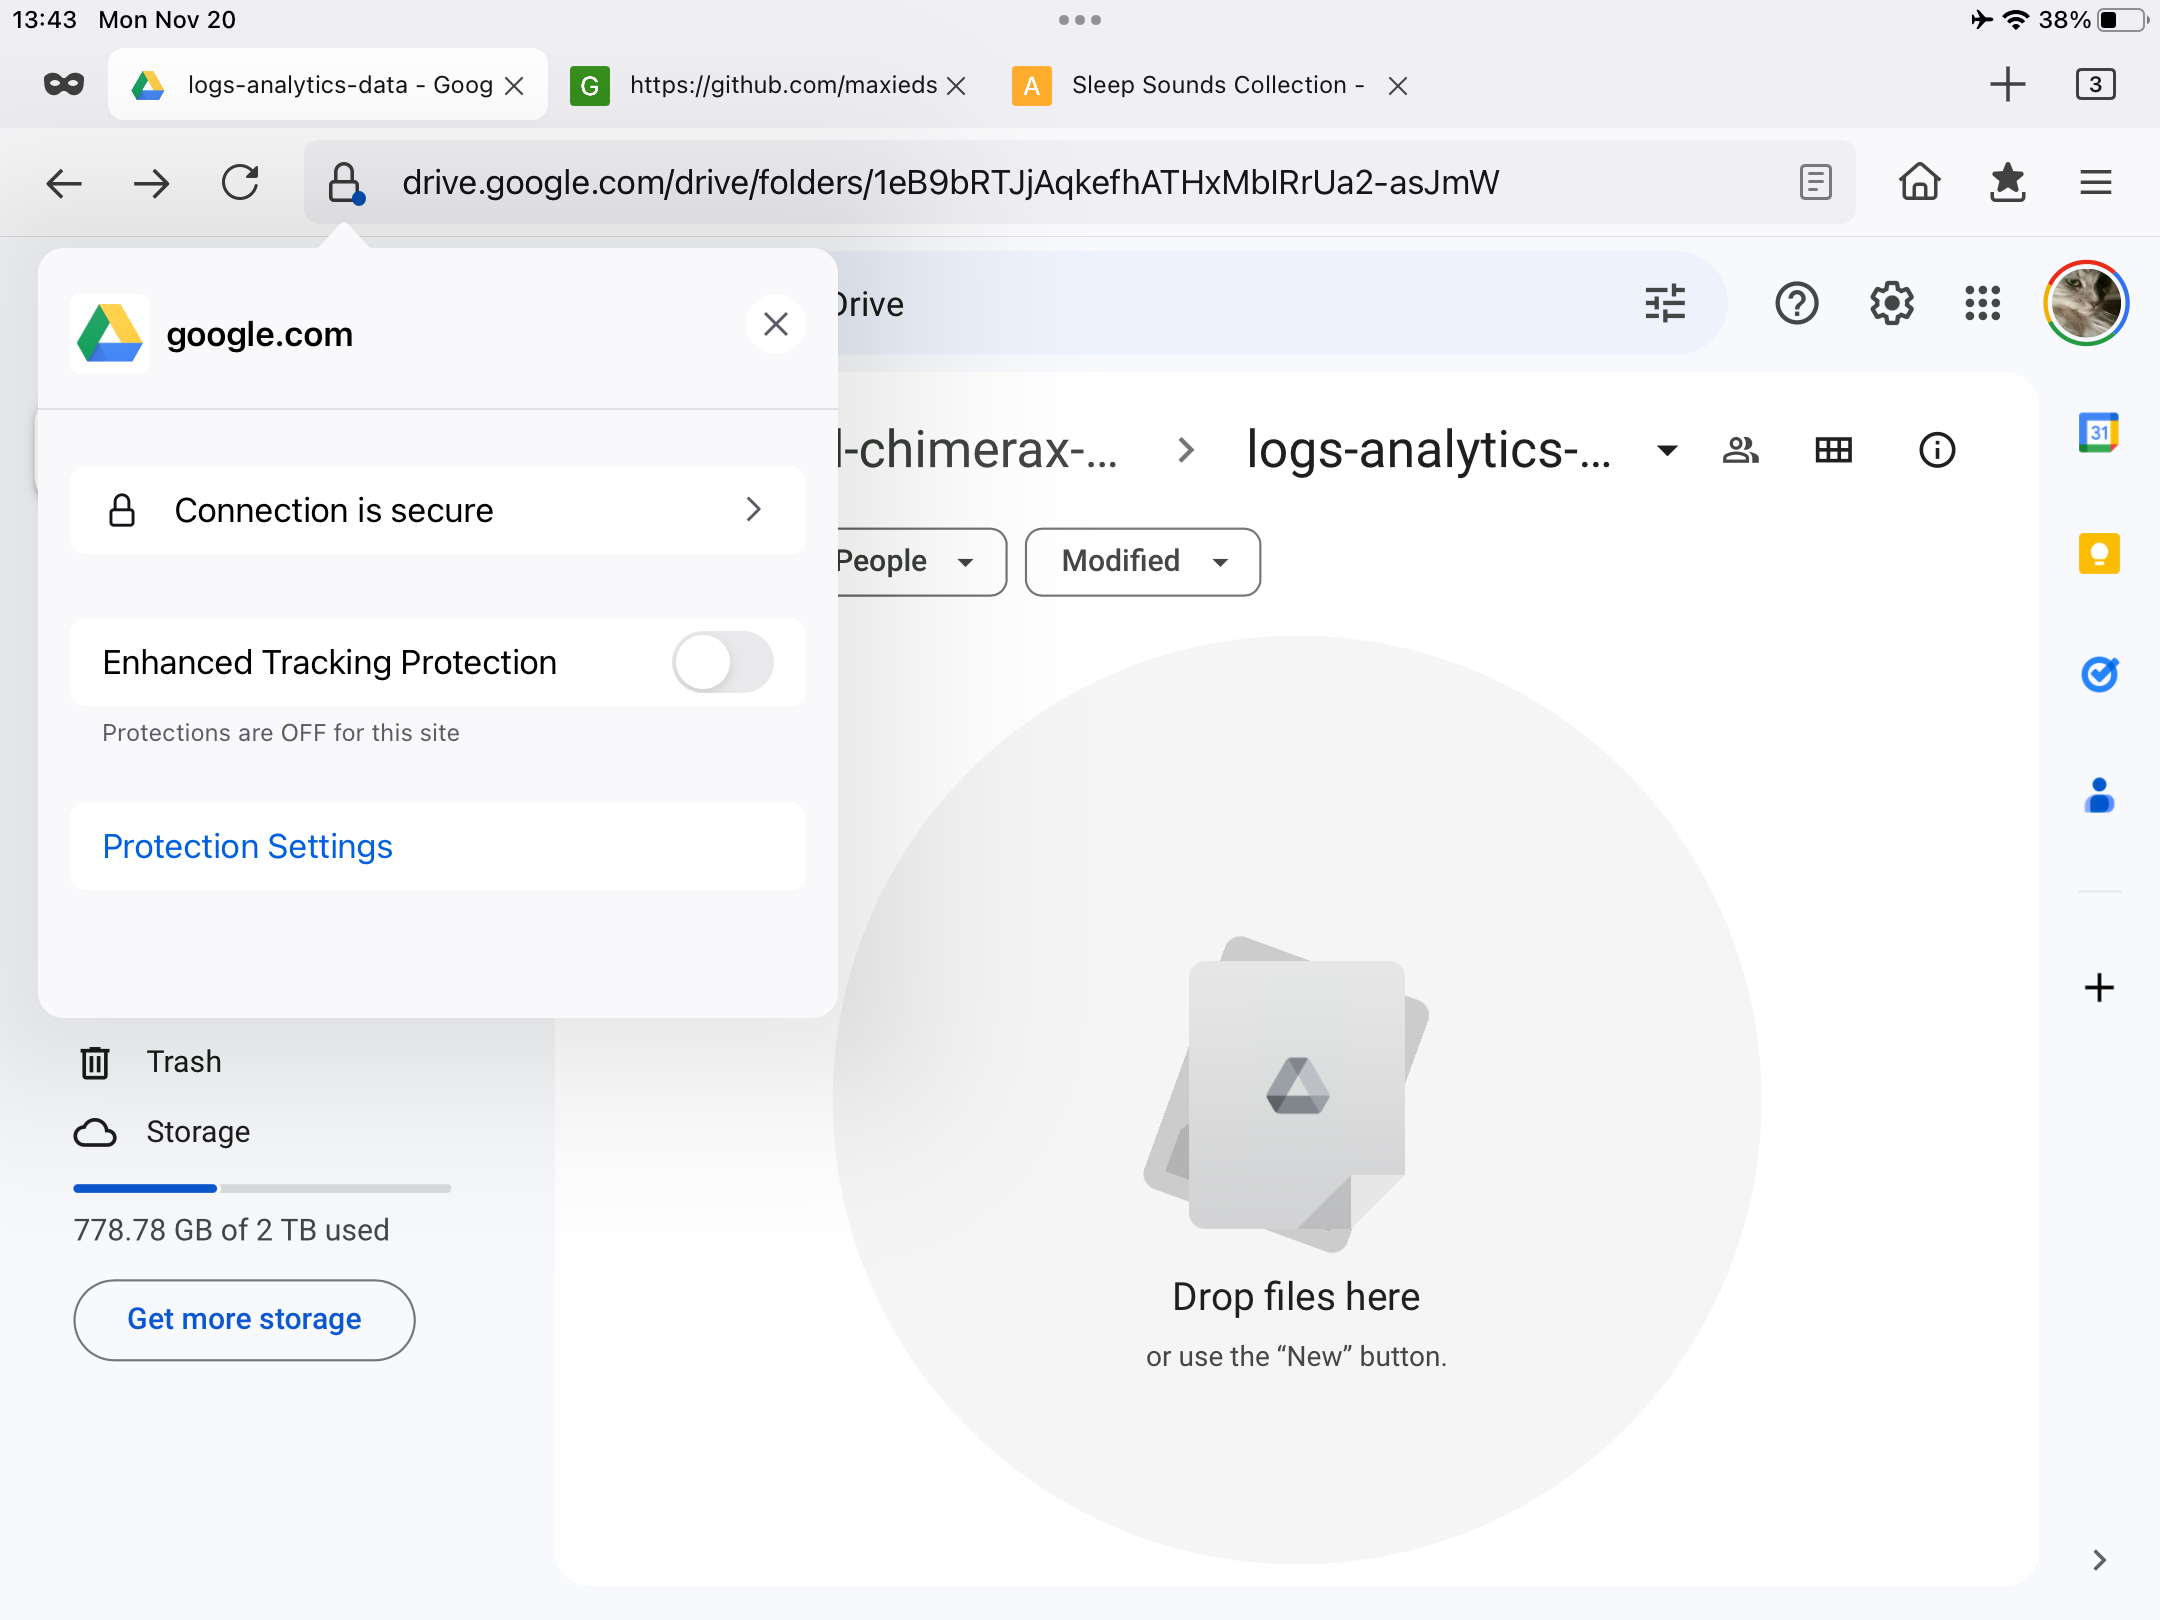 13:43 Mon Nov 20
38%
logs-analytics-data - Goog
G https://github.com/maxieds
A Sleep Sounds Collection -
3
drive.google.com/drive/folders/1eB9bRTJjAqkefhATHxMbIRrUa2-asJmW
google.com
Drive
l-chimerax-... > logs-analytics-...
31
Connection is secure
People
Modified
Enhanced Tracking Protection
Protections are OFF for this site
Protection Settings
Trash
Storage
778.78 GB of 2 TB used
Get more storage
Drop files here
or use the “New” button.